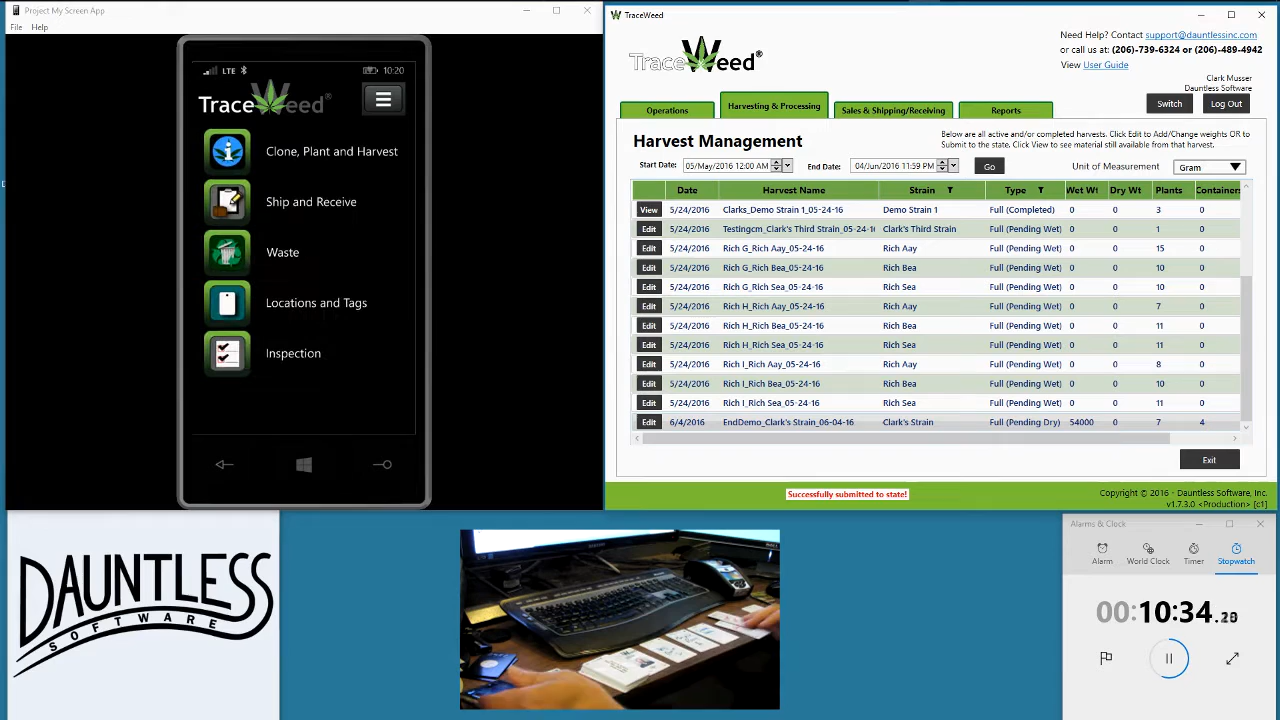 Project My Screen App
File Help
LTE 10:20
TraceWeed®
Clone, Plant and Harvest
Ship and Receive
Waste
Locations and Tags
Inspection
TraceWeed
TraceWeed®
Need Help? Contact support@dauntlessinc.com
or call us at: (206)-739-6324 or (206)-489-4942
View User Guide
Clark Musser
Dauntless Software
Switch Log Out
Operations Harvesting & Processing Sales & Shipping/Receiving Reports
Harvest Management
Below are all active and/or completed harvests. Click Edit to Add/Change weights OR to
Submit to the state. Click View to see material still available from that harvest.
Start Date: 05/May/2016 12:00 AM End Date: 04/Jun/2016 11:59 PM Go Unit of Measurement Gram
Date Harvest Name Strain Type Wet Wt Dry Wt Plants Containers
View 5/24/2016 Clarks_Demo Strain 1_05-24-16 Demo Strain 1 Full (Completed) 0 0 3 0
Edit 5/24/2016 Testingcm_Clark's Third Strain_05-24-16 Clark's Third Strain Full (Pending Wet) 0 0 1 0
Edit 5/24/2016 Rich G_Rich Aay_05-24-16 Rich Aay Full (Pending Wet) 0 0 15 0
Edit 5/24/2016 Rich G_Rich Bea_05-24-16 Rich Bea Full (Pending Wet) 0 0 10 0
Edit 5/24/2016 Rich G_Rich Sea_05-24-16 Rich Sea Full (Pending Wet) 0 0 10 0
Edit 5/24/2016 Rich H_Rich Aay_05-24-16 Rich Aay Full (Pending Wet) 0 0 7 0
Edit 5/24/2016 Rich H_Rich Bea_05-24-16 Rich Bea Full (Pending Wet) 0 0 11 0
Edit 5/24/2016 Rich H_Rich Sea_05-24-16 Rich Sea Full (Pending Wet) 0 0 11 0
Edit 5/24/2016 Rich I_Rich Aay_05-24-16 Rich Aay Full (Pending Wet) 0 0 8 0
Edit 5/24/2016 Rich I_Rich Bea_05-24-16 Rich Bea Full (Pending Wet) 0 0 10 0
Edit 5/24/2016 Rich I_Rich Sea_05-24-16 Rich Sea Full (Pending Wet) 0 0 11 0
Edit 6/4/2016 EndDemo_Clark's Strain_06-04-16 Clark's Strain Full (Pending Dry) 54000 0 7 4
Exit
Successfully submitted to state!
Copyright © 2016 - Dauntless Software, Inc.
v1.7.3.0 <Production> [c1]
DAUNTLESS
SOFTWARE
Alarms & Clock
Alarm World Clock Timer Stopwatch
00:10:34.28